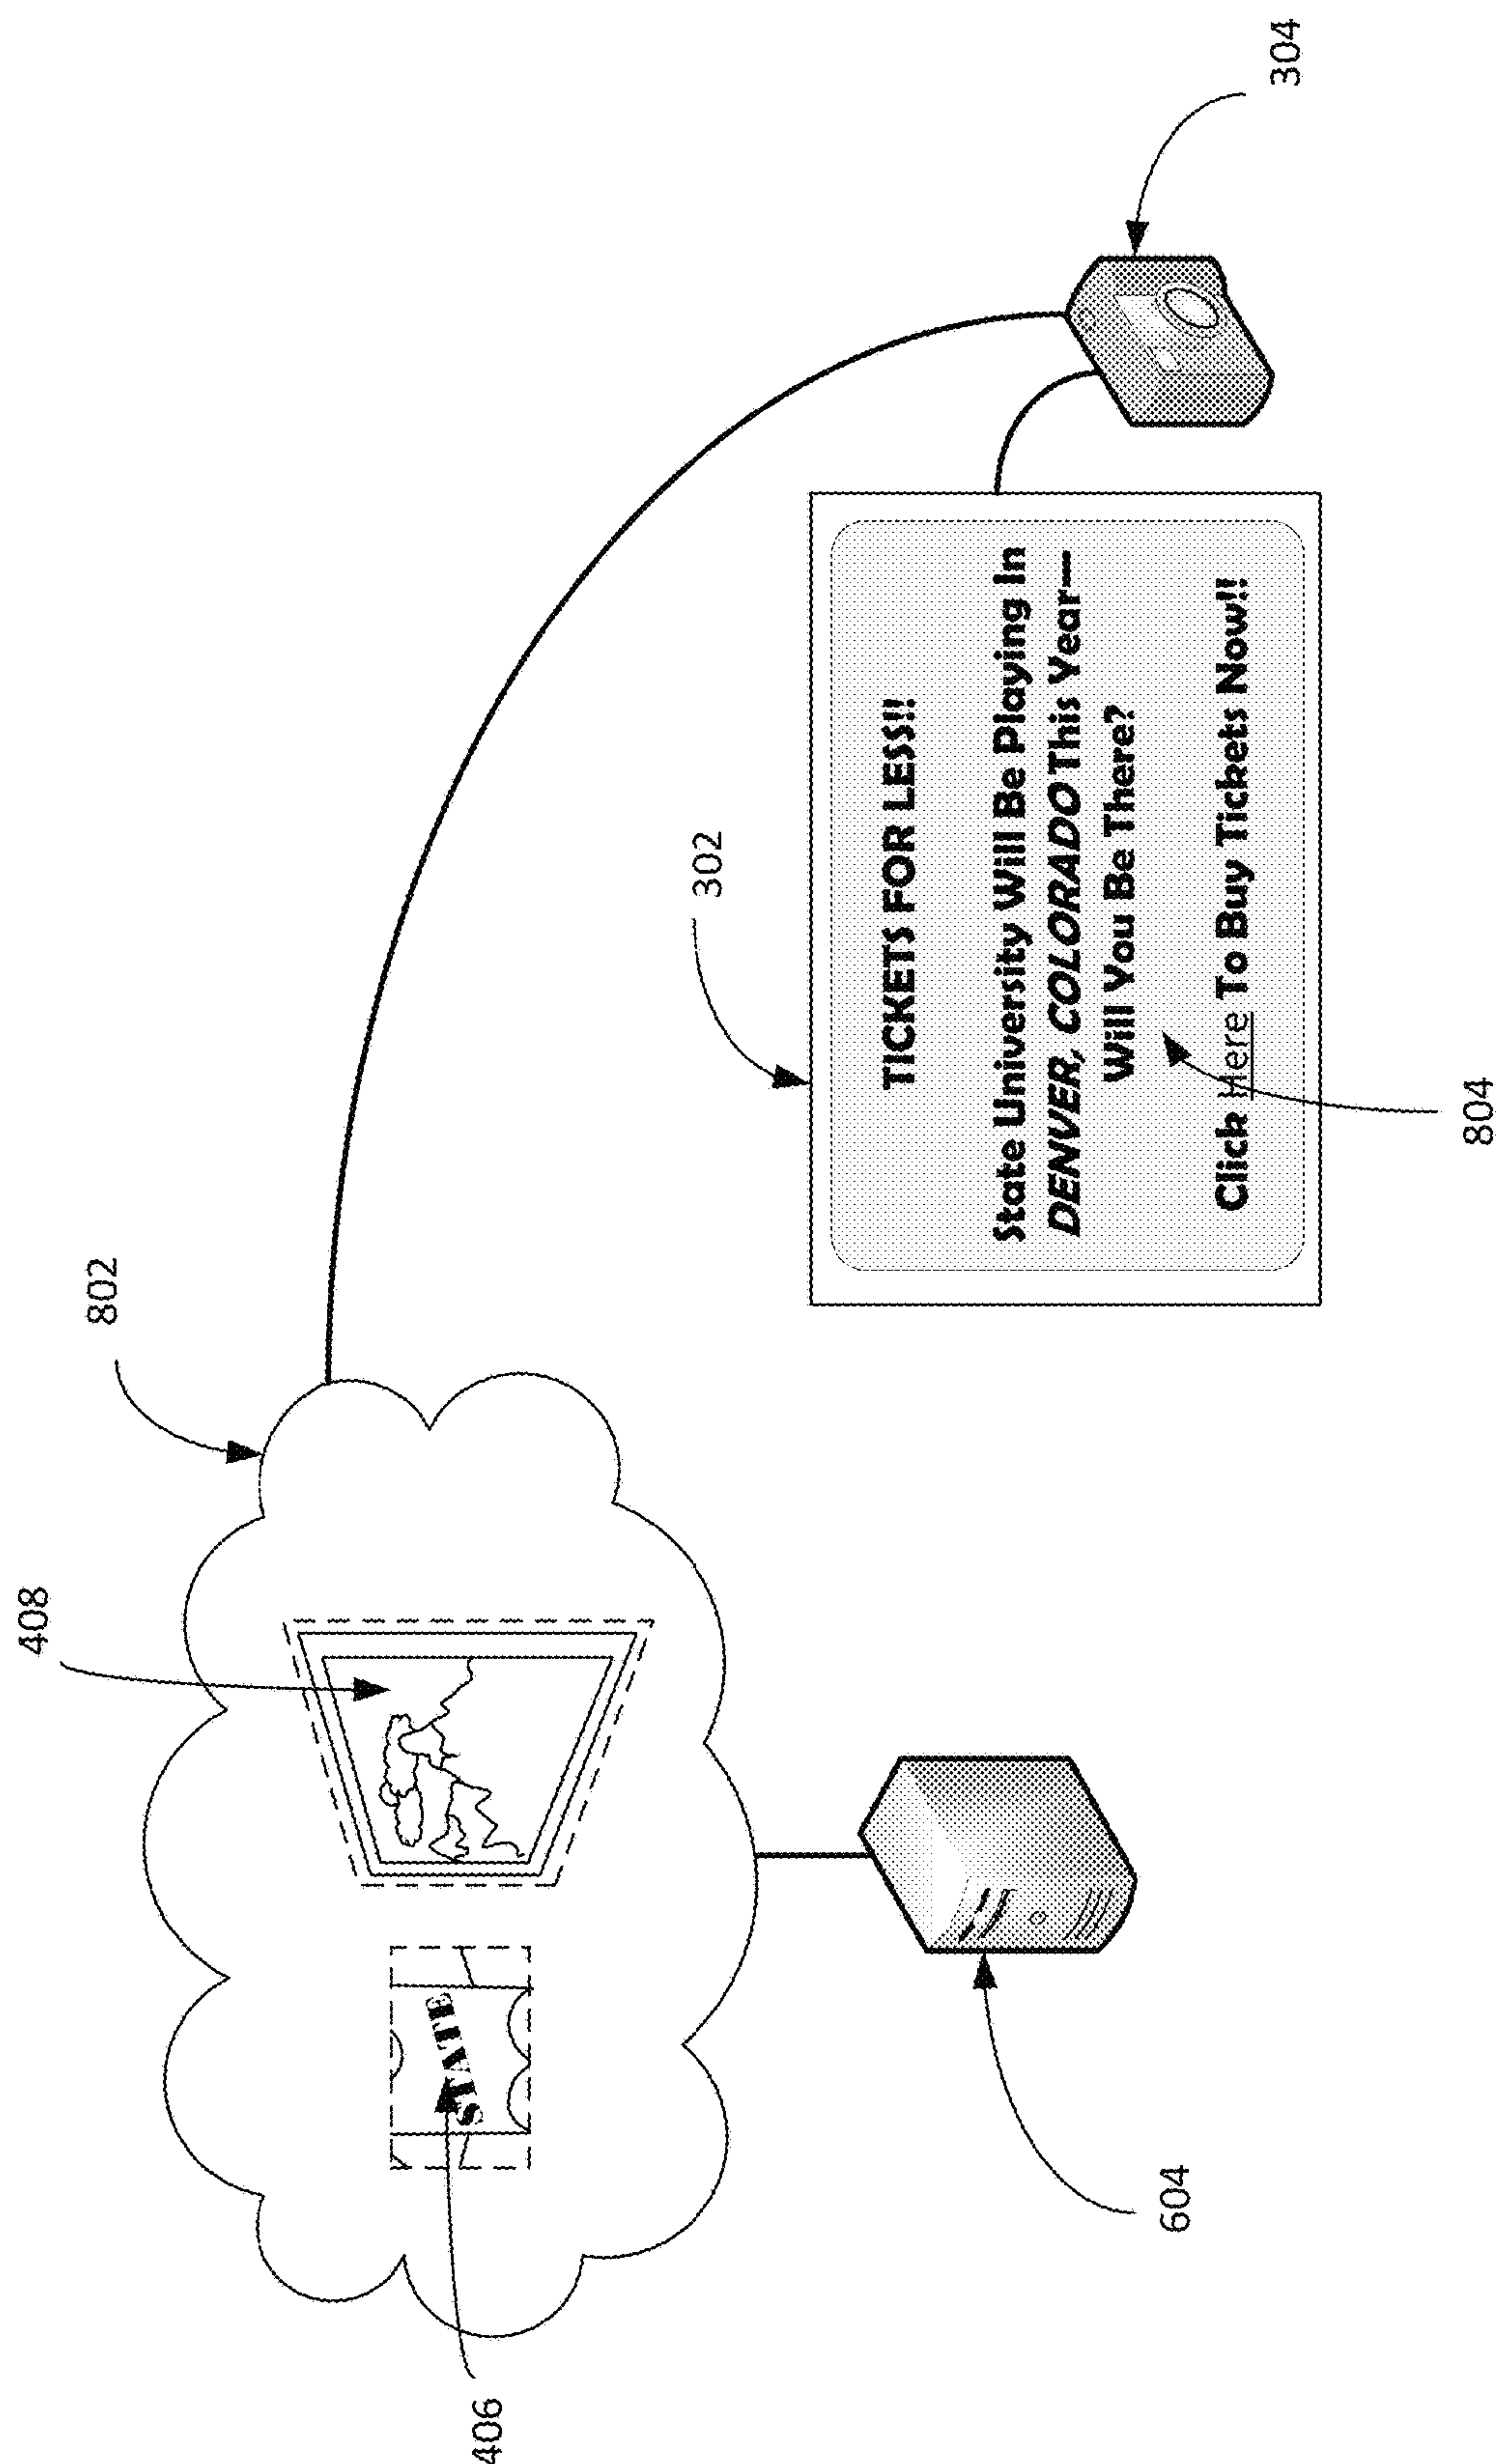 406
STATE
408
802
604
302
TICKETS FOR LESS!!
State University Will Be Playing In
DENVER, COLORADO This Year—
Will You Be There?
Click Here To Buy Tickets Now!!
804
304